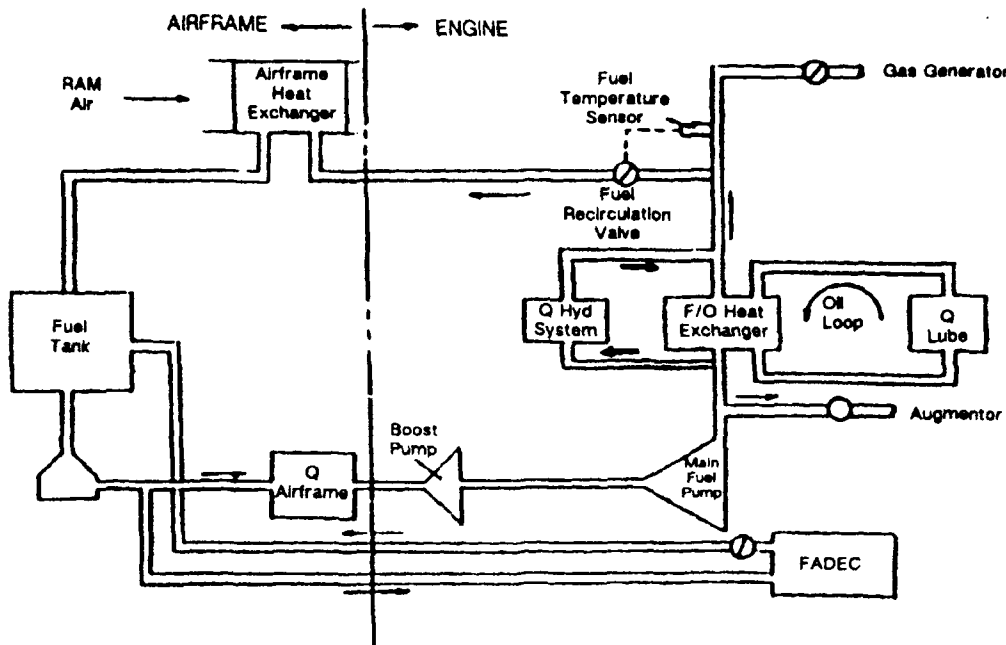 AIRFRAME
ENGINE
RAM
Air
Airframe
Heat
Exchanger
Fuel
Temperature
Sensor
Gas Generator
Fuel
Recirculation
Valve
Fuel
Tank
Q Hyd
System
F/O Heat
Exchanger
Oil
Loop
Q
Lube
Augmentor
Boost
Pump
Q
Airframe
Main
Fuel
Pump
FADEC